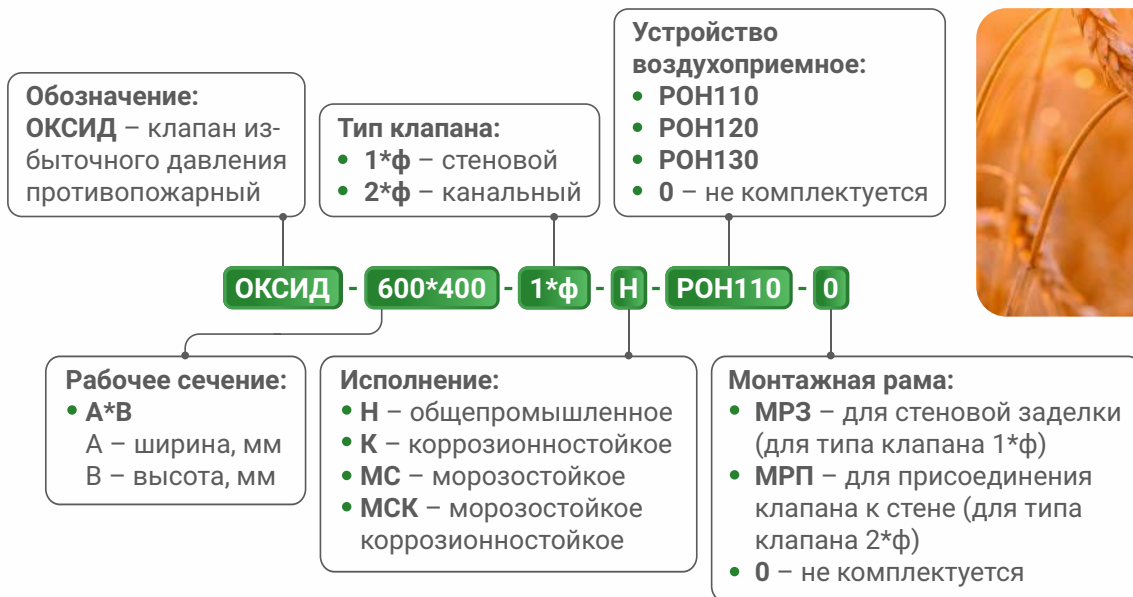 Обозначение:
ОКСИД – клапан из-
быточного давления
противопожарный
Тип клапана:
• 1*ф – стеновой
• 2*ф – канальный
Устройство
воздухоприемное:
• РОН110
• РОН120
• РОН130
• 0 – не комплектуется
ОКСИД - 600*400 - 1*ф - Н - РОН110 - 0
Рабочее сечение:
• А*В
А – ширина, мм
В – высота, мм
Исполнение:
• Н – общепромышленное
• К – коррозионностойкое
• МС – морозостойкое
• МСК – морозостойкое
коррозионностойкое
Монтажная рама:
• МРЗ – для стеновой заделки
(для типа клапана 1*ф)
• МРП – для присоединения
клапана к стене (для типа
клапана 2*ф)
• 0 – не комплектуется